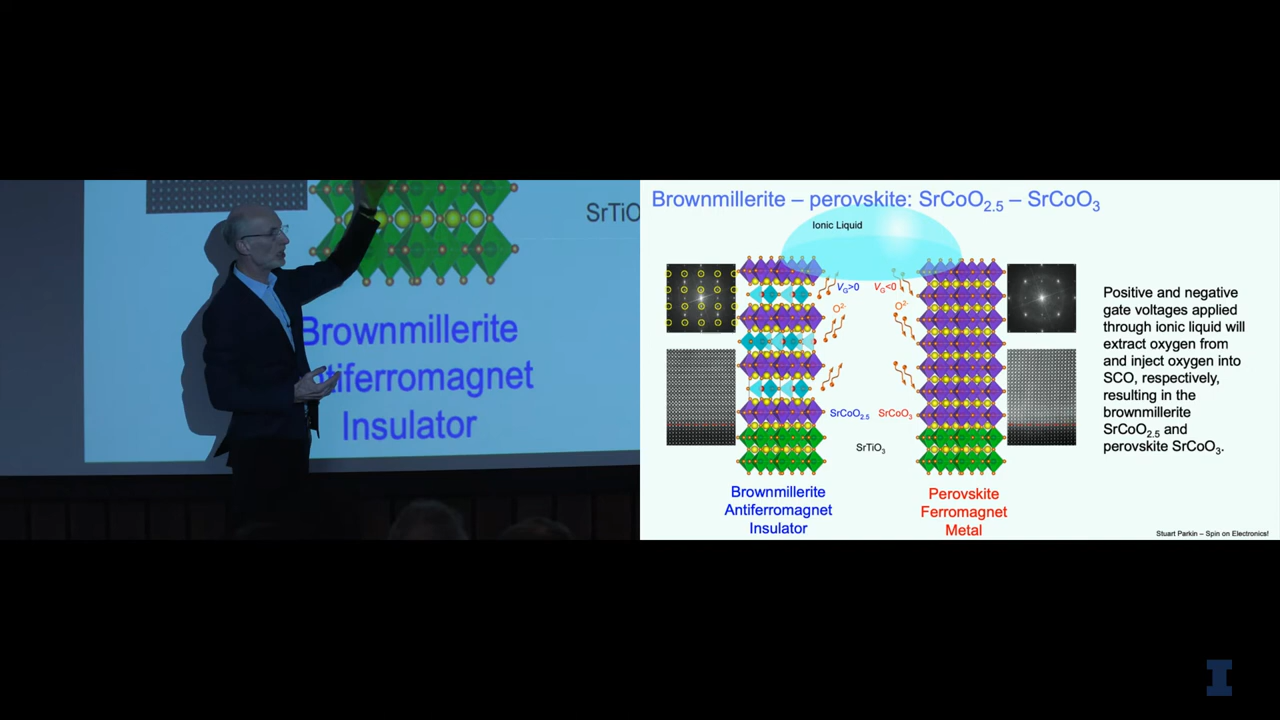 SrTiO
Brownmillerite
Antiferromagnet
Insulator
Brownmillerite – perovskite: SrCoO2.5 – SrCoO3
Ionic Liquid
VG>0
VG<0
O2-
O2-
SrCoO2.5
SrCoO3
SrTiO3
Brownmillerite
Antiferromagnet
Insulator
Perovskite
Ferromagnet
Metal
Positive and negative
gate voltages applied
through ionic liquid will
extract oxygen from
and inject oxygen into
SCO, respectively,
resulting in the
brownmillerite
SrCoO2.5 and
perovskite SrCoO3.
Stuart Parkin – Spin on Electronics!
I